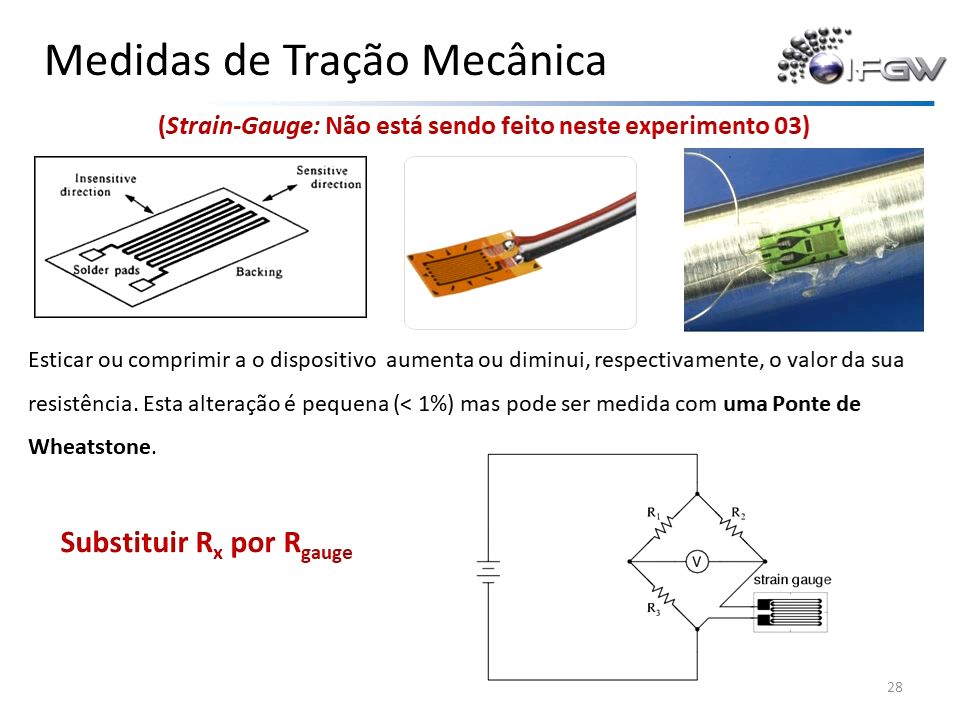 Medidas de Tração Mecânica
IFGW
(Strain-Gauge: Não está sendo feito neste experimento 03)
Insensitive
direction
Sensitive
direction
Solder pads
Backing
Esticar ou comprimir a o dispositivo aumenta ou diminui, respectivamente, o valor da sua
resistência. Esta alteração é pequena (< 1%) mas pode ser medida com uma Ponte de
Wheatstone.
Substituir Rx por Rgauge
R1
R2
V
strain gauge
R3
28